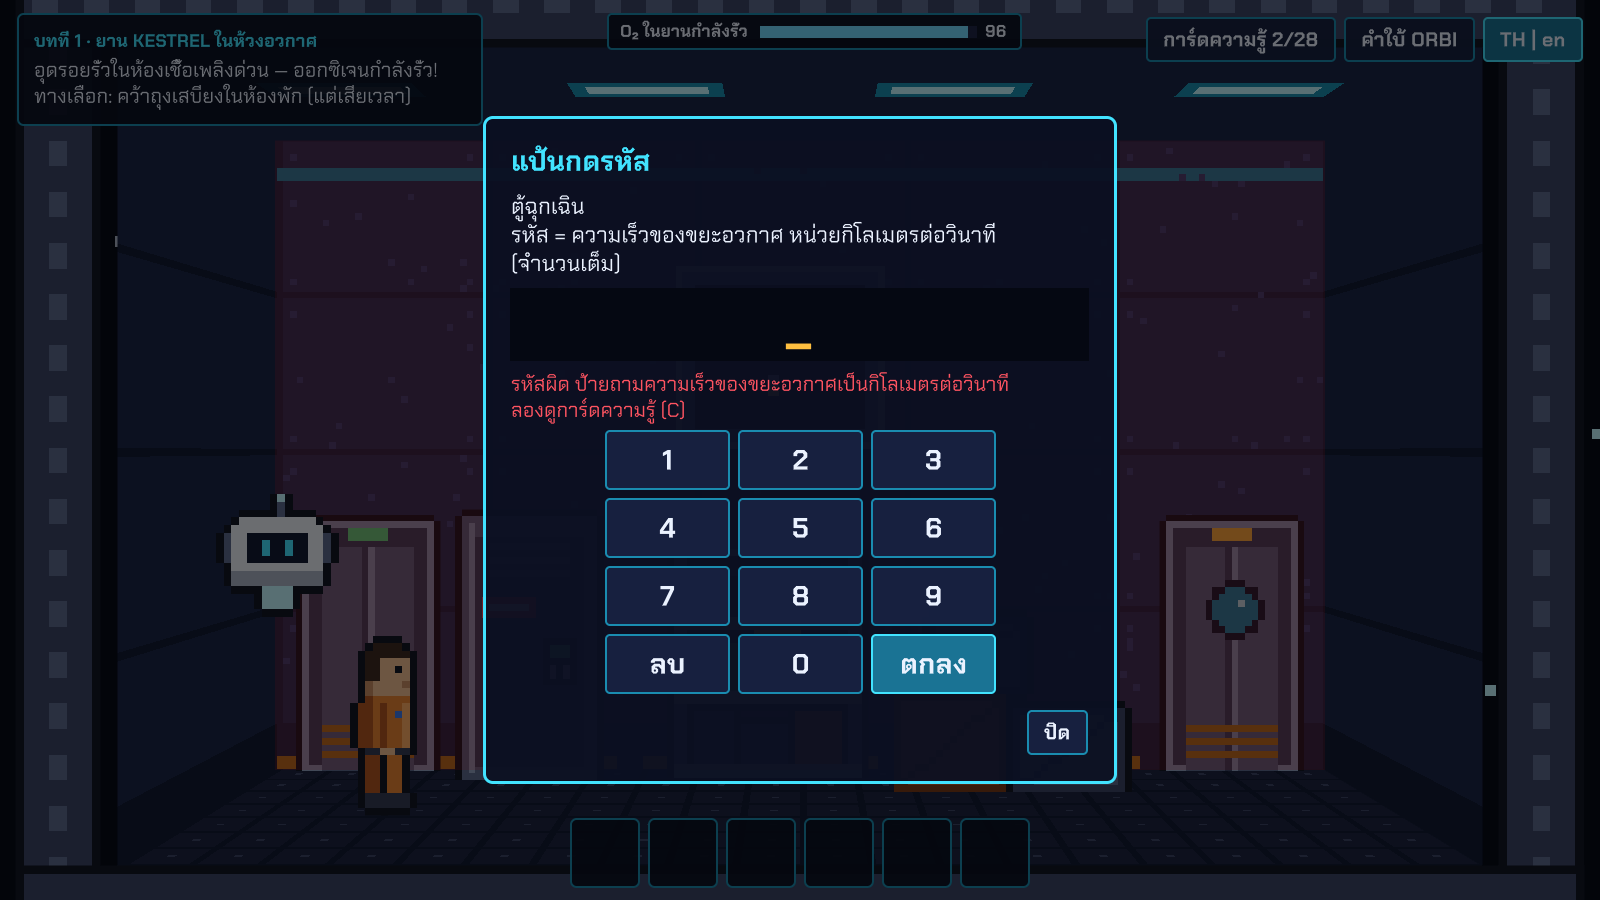 บทที่ 1 · ยาน KESTREL ในห้วงอวกาศ
อุดรอยรั่วในห้องเชื้อเพลิงด่วน — ออกซิเจนกำลังรั่ว!
ทางเลือก: คว้าถุงเสบียงในห้องพัก (แต่เสียเวลา)
O₂ ในยานกำลังรั่ว 96
การ์ดความรู้ 2/28
คำใบ้ ORBI
TH | en
แป้นกดรหัส
ตู้ฉุกเฉิน
รหัส = ความเร็วของขยะอวกาศ หน่วยกิโลเมตรต่อวินาที
(จำนวนเต็ม)
รหัสผิด ป้ายถามความเร็วของขยะอวกาศเป็นกิโลเมตรต่อวินาที
ลองดูการ์ดความรู้ (C)
1 2 3
4 5 6
7 8 9
ลบ 0 ตกลง
ปิด